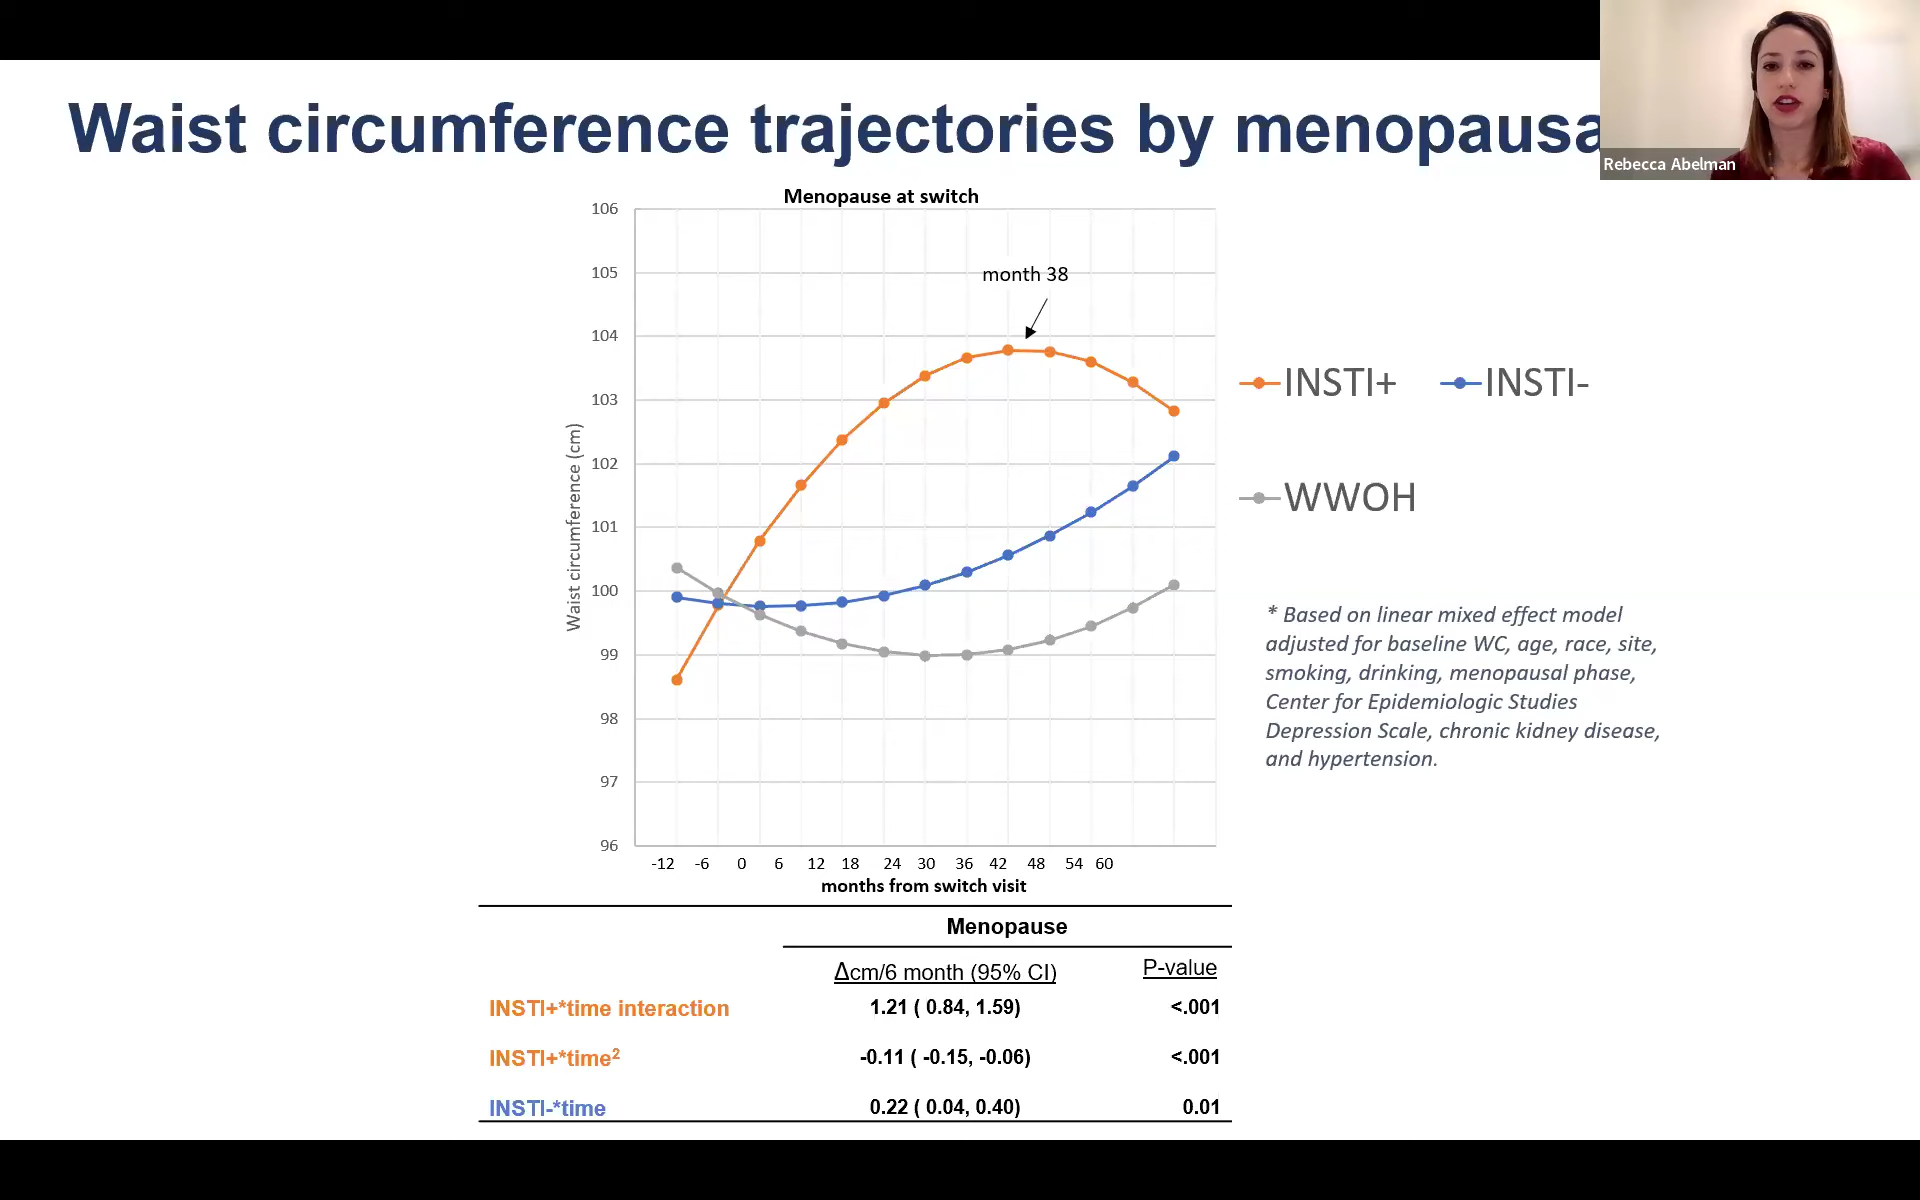 Waist circumference trajectories by menopausa
Rebecca Abelman
Menopause at switch
106
105
104
103
102
101
100
99
98
97
96
Waist circumference (cm)
month 38
-12 -6 0 6 12 18 24 30 36 42 48 54 60
months from switch visit
INSTI+ INSTI-
WWOH
* Based on linear mixed effect model
adjusted for baseline WC, age, race, site,
smoking, drinking, menopausal phase,
Center for Epidemiologic Studies
Depression Scale, chronic kidney disease,
and hypertension.
Menopause
Δcm/6 month (95% CI) P-value
INSTI+*time interaction 1.21 ( 0.84, 1.59) <.001
INSTI+*time² -0.11 ( -0.15, -0.06) <.001
INSTI-*time 0.22 ( 0.04, 0.40) 0.01